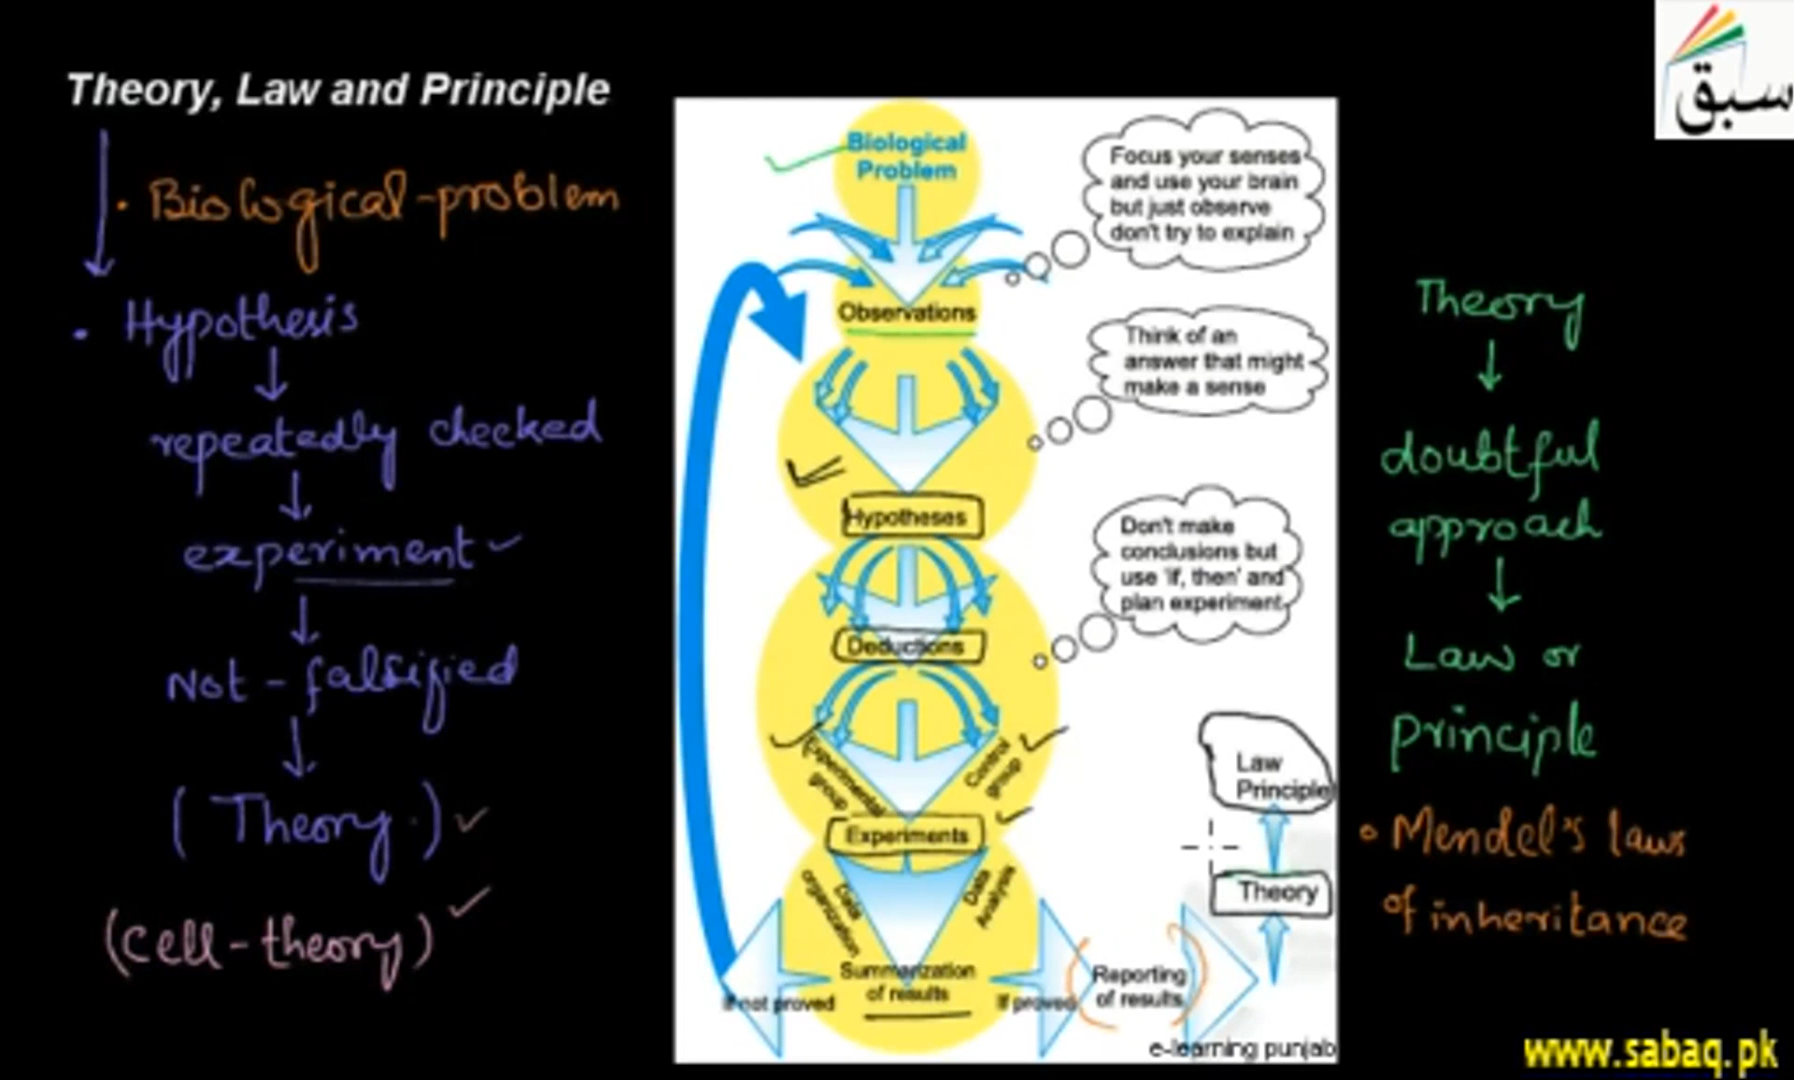 سبق
Theory, Law and Principle
• Biological-problem
• Hypothesis
repeatedly checked
experiment
Not - falsified
(Theory.)
(Cell-theory)
Biological
Problem
Focus your senses
and use your brain
but just observe
don't try to explain
Observations
Think of an
answer that might
make a sense
Hypotheses
Don't make
conclusions but
use 'if, then' and
plan experiment
Deductions
Experimental
group
Control
group
Experiments
Data
organization
Data
Analysis
Summarization
of results
If not proved
If proved
Reporting
of results
Theory
Law
Principle
e-learning punjab
Theory
doubtful
approach
Law or
principle
• Mendel's laws
of inheritance
www.sabaq.pk